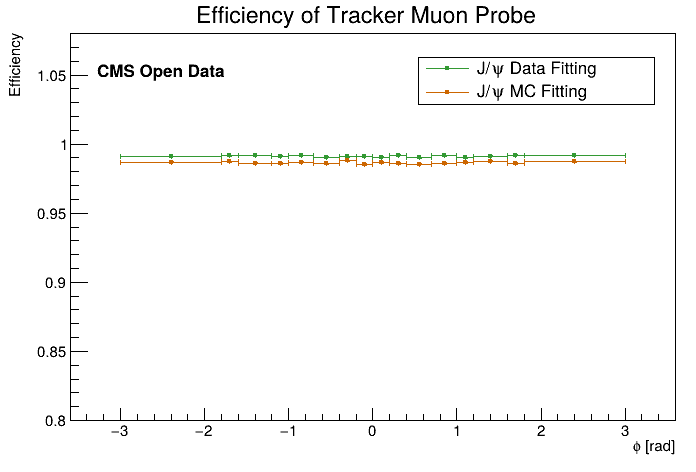 Efficiency of Tracker Muon Probe
Efficiency
CMS Open Data
J/ψ Data Fitting
J/ψ MC Fitting
1.05
1
0.95
0.9
0.85
0.8
−3 −2 −1 0 1 2 3
ϕ [rad]